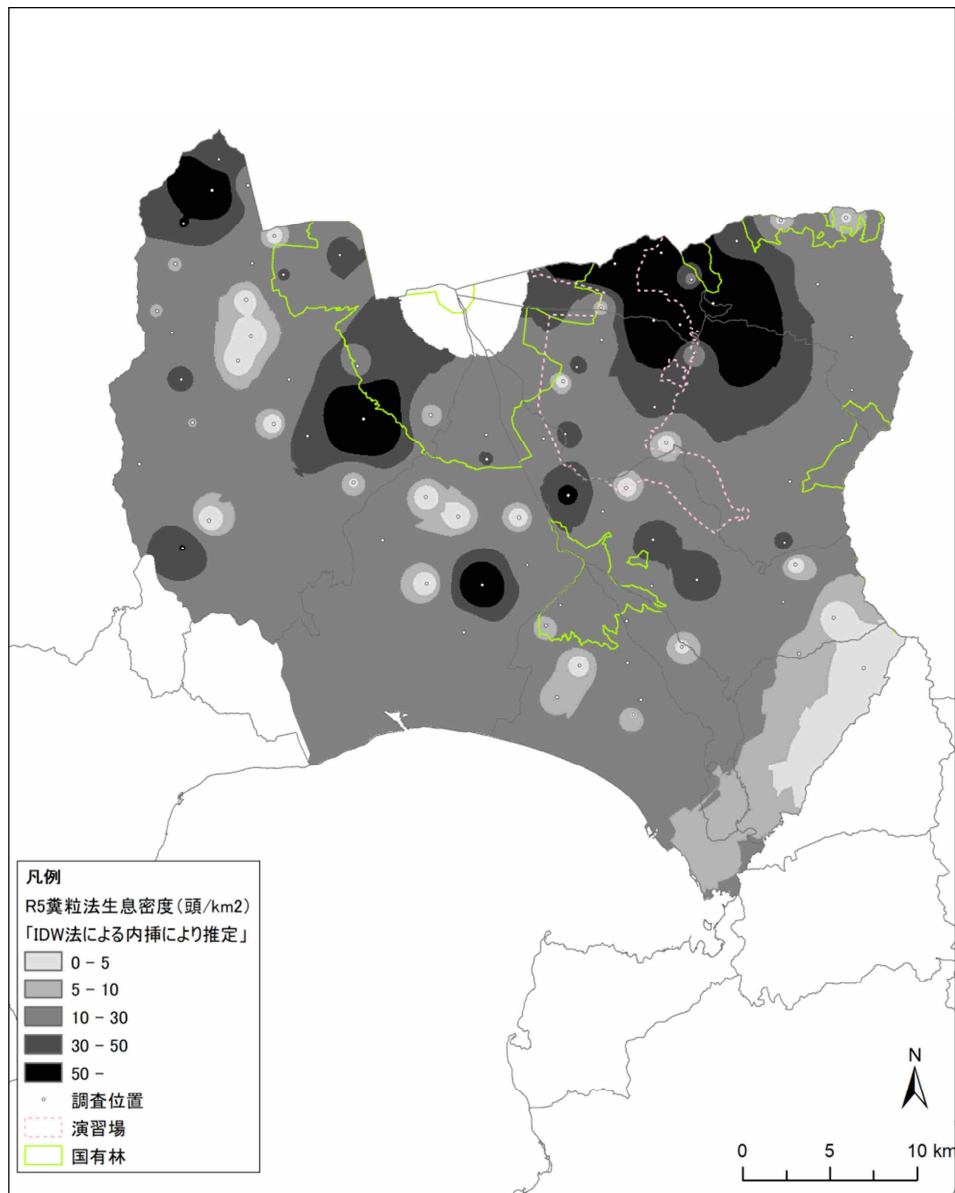 凡例
R5糞粒法生息密度(頭/km2)
「IDW法による内挿により推定」
0 - 5
5 - 10
10 - 30
30 - 50
50 -
調査位置
演習場
国有林
N
0 5 10 km